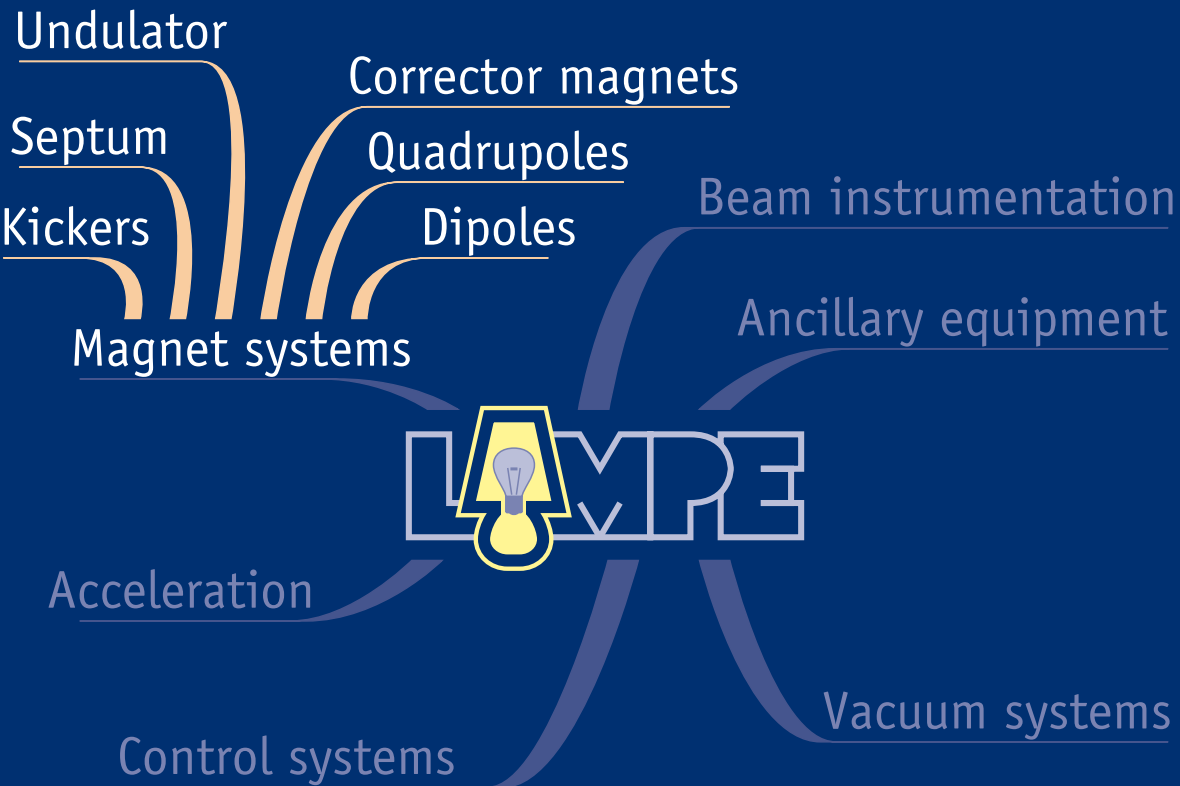 Undulator
Corrector magnets
Septum
Quadrupoles
Beam instrumentation
Kickers
Dipoles
Ancillary equipment
Magnet systems
LAMPE
Acceleration
Vacuum systems
Control systems